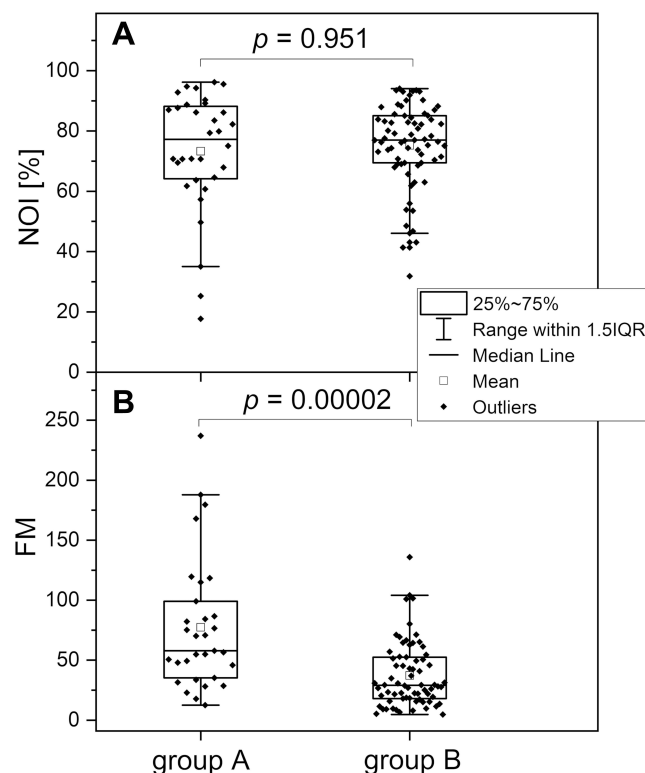 A
p = 0.951
100
80
60
40
20
0
NOI [%]
25%~75%
Range within 1.5IQR
Median Line
Mean
Outliers
B
p = 0.00002
250
200
150
100
50
0
FM
group A
group B